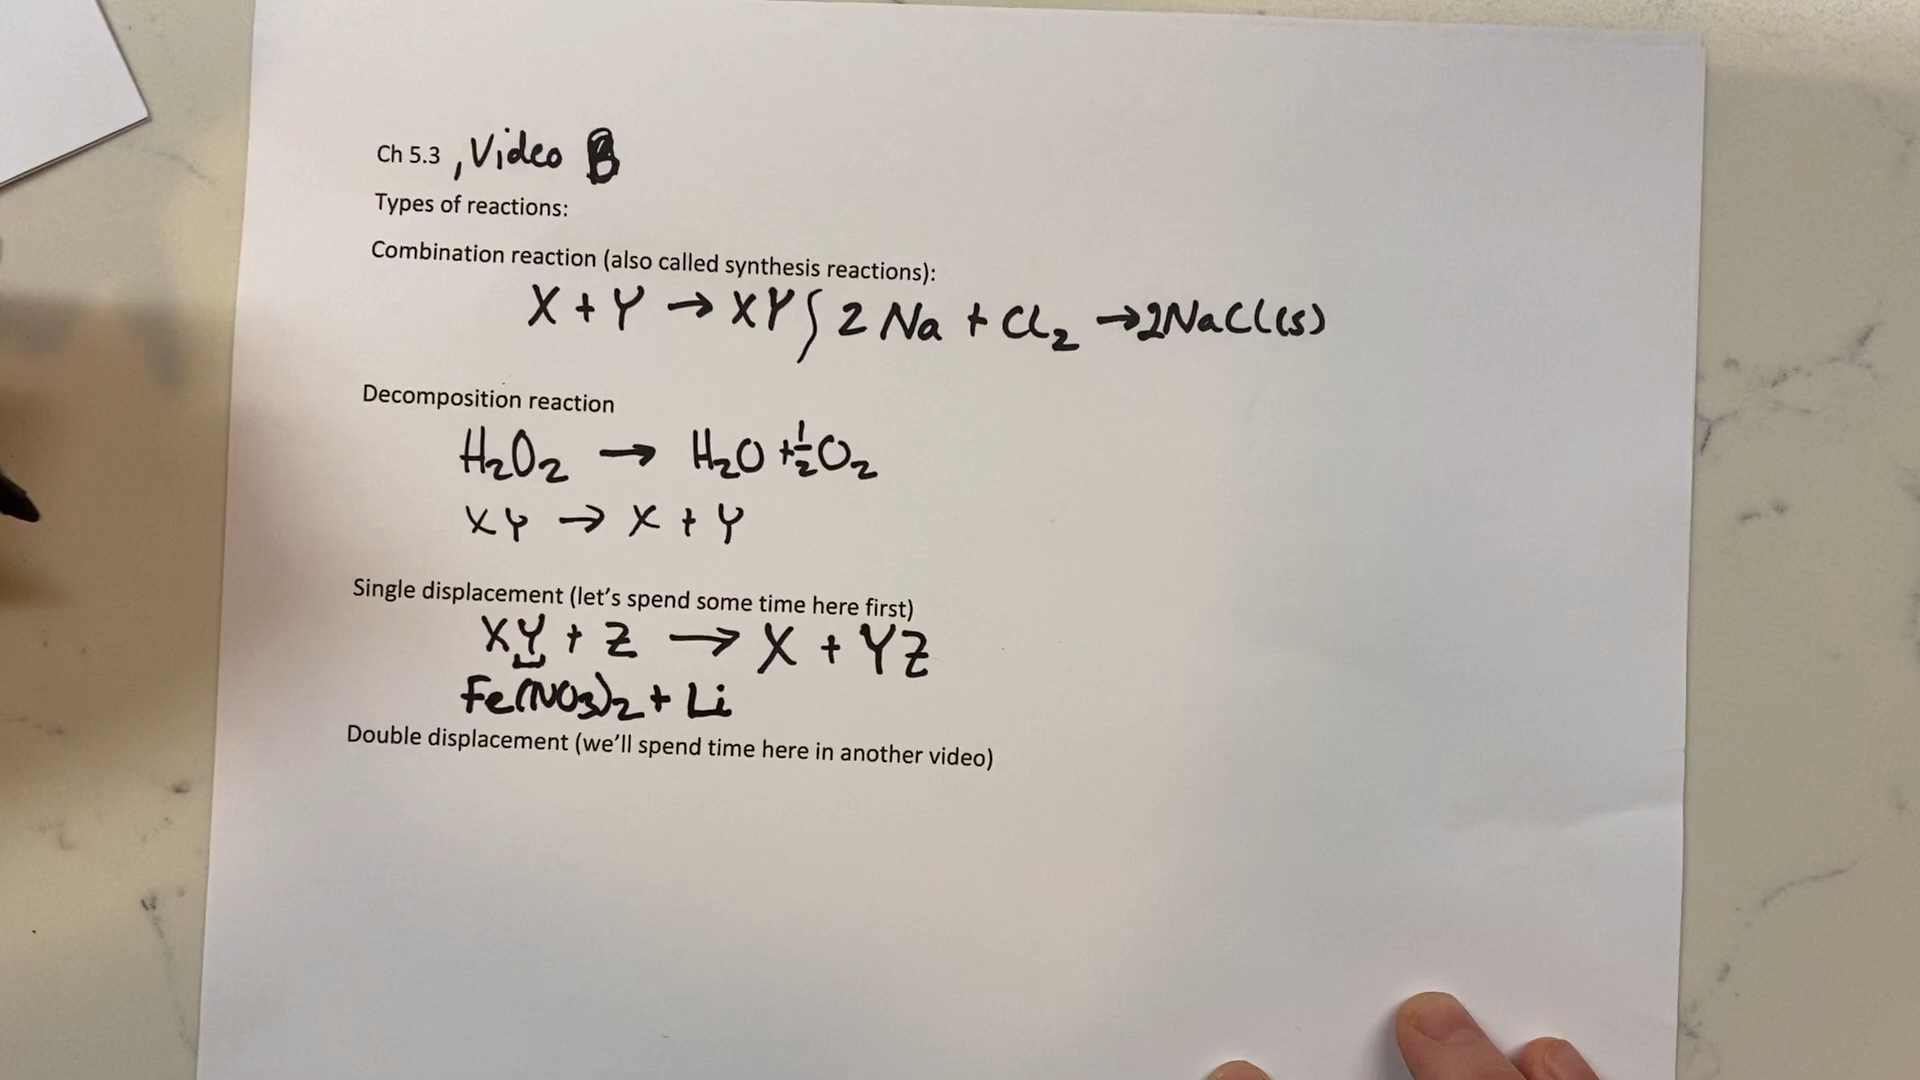 Ch 5.3, Video B
Types of reactions:
Combination reaction (also called synthesis reactions):
X + Y → XY ∫ 2 Na + Cl₂ → 2NaCl(s)
Decomposition reaction
H₂O₂ → H₂O + ½O₂
XY → X + Y
Single displacement (let's spend some time here first)
XY + Z → X + YZ
Fe(NO₃)₂ + Li
Double displacement (we'll spend time here in another video)